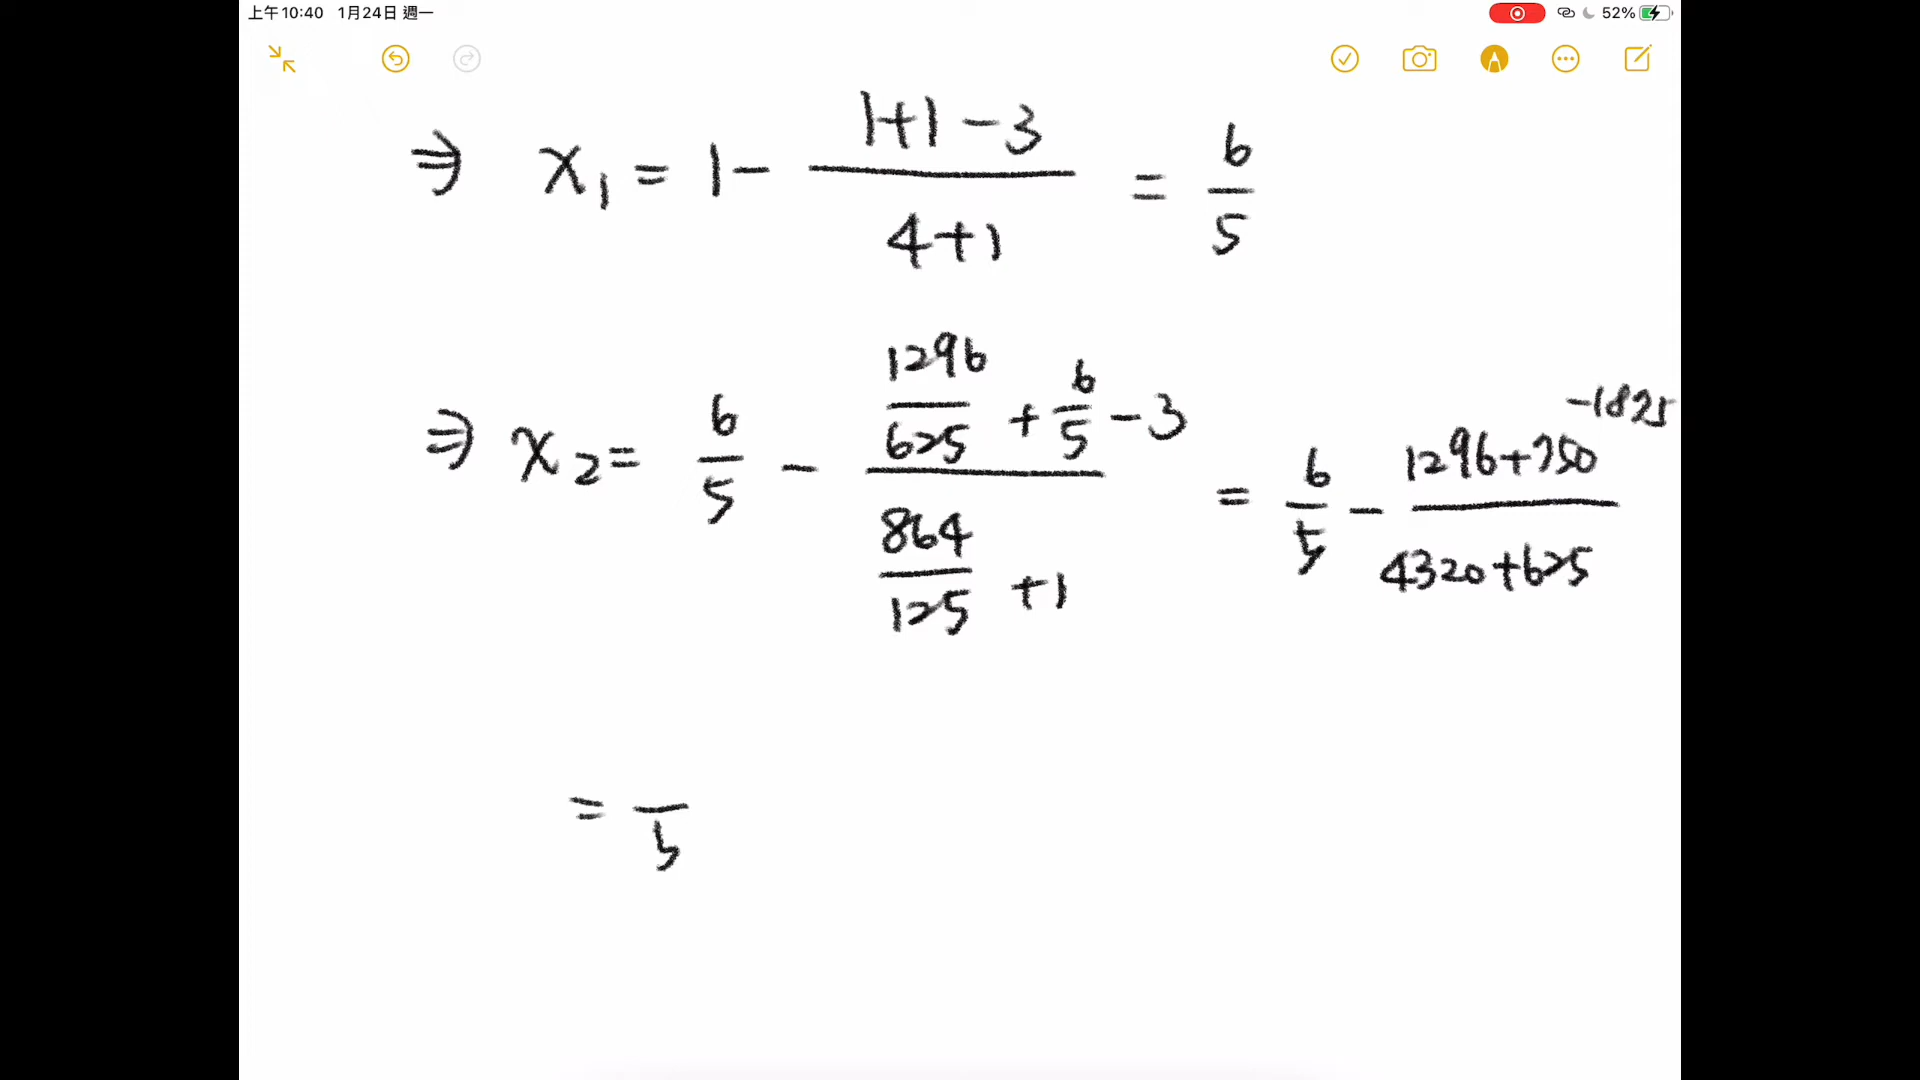 上午10:40 1月24日 週一 52%
⇒ x₁ = 1 - (1+1-3)/(4+1) = 6/5
⇒ x₂ = 6/5 - (1296/625 + 6/5 - 3)/(864/125 + 1) = 6/5 - (1296+750-1825)/(4320+625)
= /5